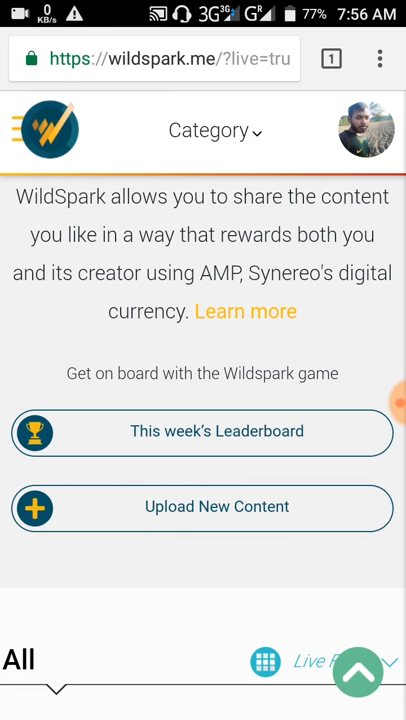 0
KB/s
3G 3G G R 77% 7:56 AM
https://wildspark.me/?live=tru
1
Category
WildSpark allows you to share the content
you like in a way that rewards both you
and its creator using AMP, Synereo's digital
currency. Learn more
Get on board with the Wildspark game
This week's Leaderboard
Upload New Content
All
Live